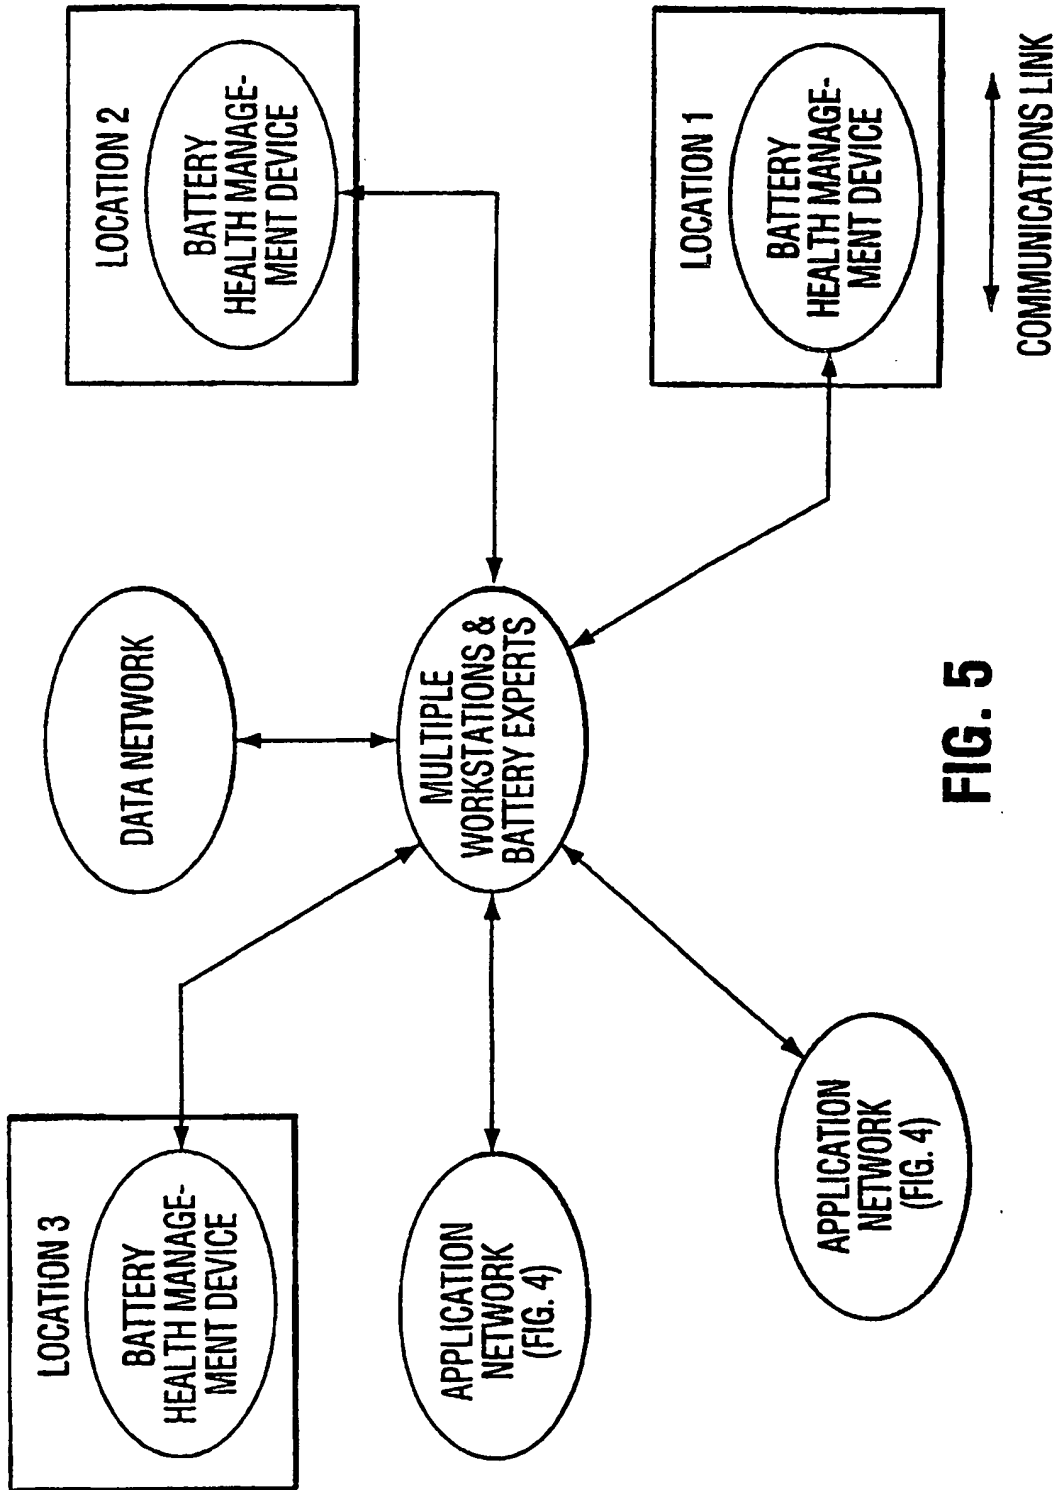 LOCATION 3
BATTERY
HEALTH MANAGE-
MENT DEVICE
DATA NETWORK
LOCATION 2
BATTERY
HEALTH MANAGE-
MENT DEVICE
APPLICATION
NETWORK
(FIG. 4)
MULTIPLE
WORKSTATIONS &
BATTERY EXPERTS
APPLICATION
NETWORK
(FIG. 4)
LOCATION 1
BATTERY
HEALTH MANAGE-
MENT DEVICE
COMMUNICATIONS LINK
FIG. 5